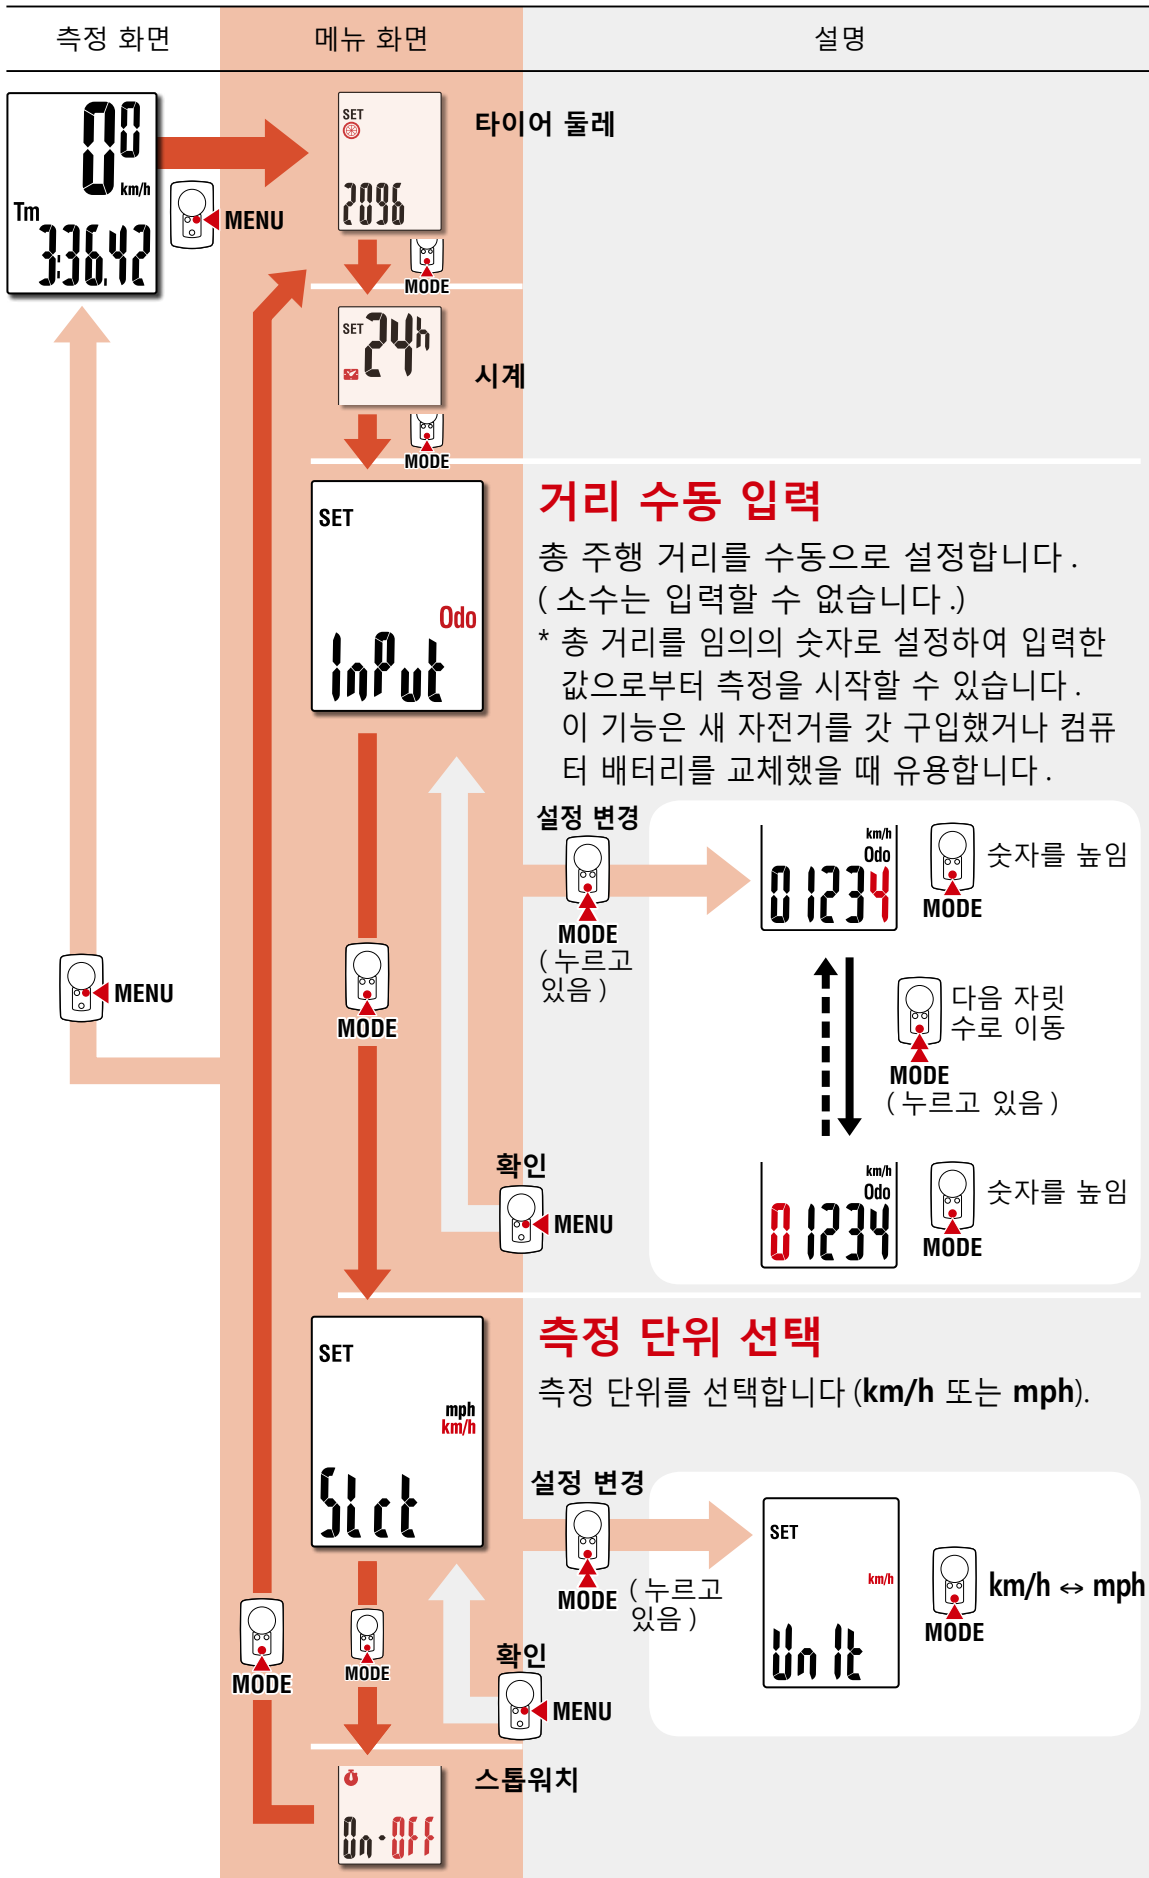 측정 화면
메뉴 화면
설명
0.0
km/h
Tm
3:36.42
MENU
SET
2096
타이어 둘레
MODE
SET 24h
시계
MODE
SET
Odo
InPut
거리 수동 입력
총 주행 거리를 수동으로 설정합니다.
(소수는 입력할 수 없습니다.)
* 총 거리를 임의의 숫자로 설정하여 입력한
값으로부터 측정을 시작할 수 있습니다.
이 기능은 새 자전거를 갓 구입했거나 컴퓨
터 배터리를 교체했을 때 유용합니다.
설정 변경
MODE
(누르고
있음)
km/h
Odo
01234
숫자를 높임
MODE
다음 자릿
수로 이동
MODE
(누르고 있음)
MENU
MODE
확인
MENU
km/h
Odo
01234
숫자를 높임
MODE
SET
mph
km/h
Slct
측정 단위 선택
측정 단위를 선택합니다 (km/h 또는 mph).
설정 변경
MODE
(누르고
있음)
SET
km/h
Unit
km/h ↔ mph
MODE
MODE
MODE
확인
MENU
On-OFF
스톱워치